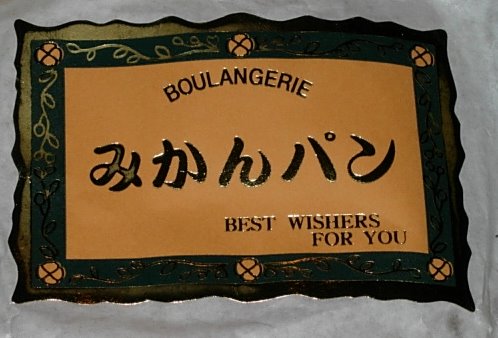 BOULANGERIE
みかんパン
BEST WISHERS
FOR YOU